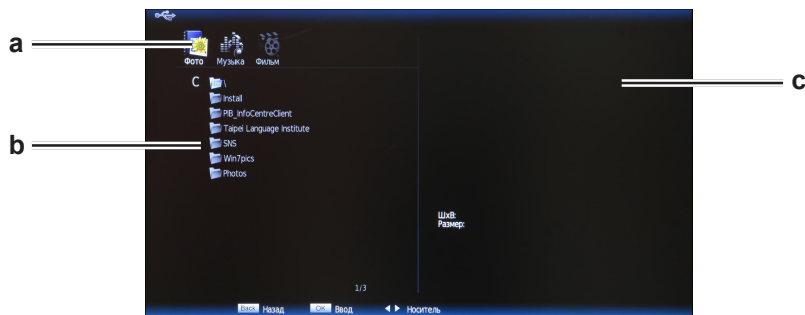 a
Фото Музыка Фильм
c
C \
Install
PIB_InfoCentreClient
Taipei Language Institute
b
SNS
Win7pics
Photos
ШxВ:
Размер:
1/3
Back Назад OK Ввод Носитель